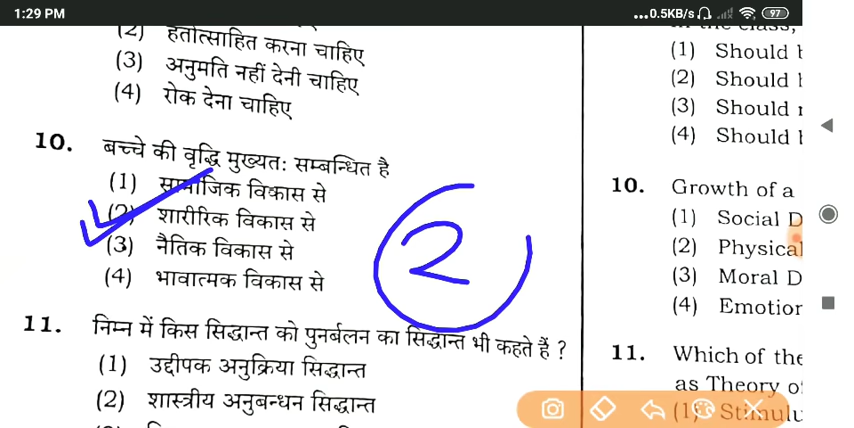 1:29 PM
...0.5KB/s
97
(2) हतोत्साहित करना चाहिए
(3) अनुमति नहीं देनी चाहिए
(4) रोक देना चाहिए
10. बच्चे की वृद्धि मुख्यतः सम्बन्धित है
(1) सामाजिक विकास से
(2) शारीरिक विकास से
(3) नैतिक विकास से
(4) भावात्मक विकास से
2
11. निम्न में किस सिद्धान्त को पुनर्बलन का सिद्धान्त भी कहते हैं ?
(1) उद्दीपक अनुक्रिया सिद्धान्त
(2) शास्त्रीय अनुबन्धन सिद्धान्त
(1) Should
(2) Should
(3) Should
(4) Should
10. Growth of a
(1) Social D
(2) Physical
(3) Moral D
(4) Emotior
11. Which of the
as Theory o
(1) Stimulu